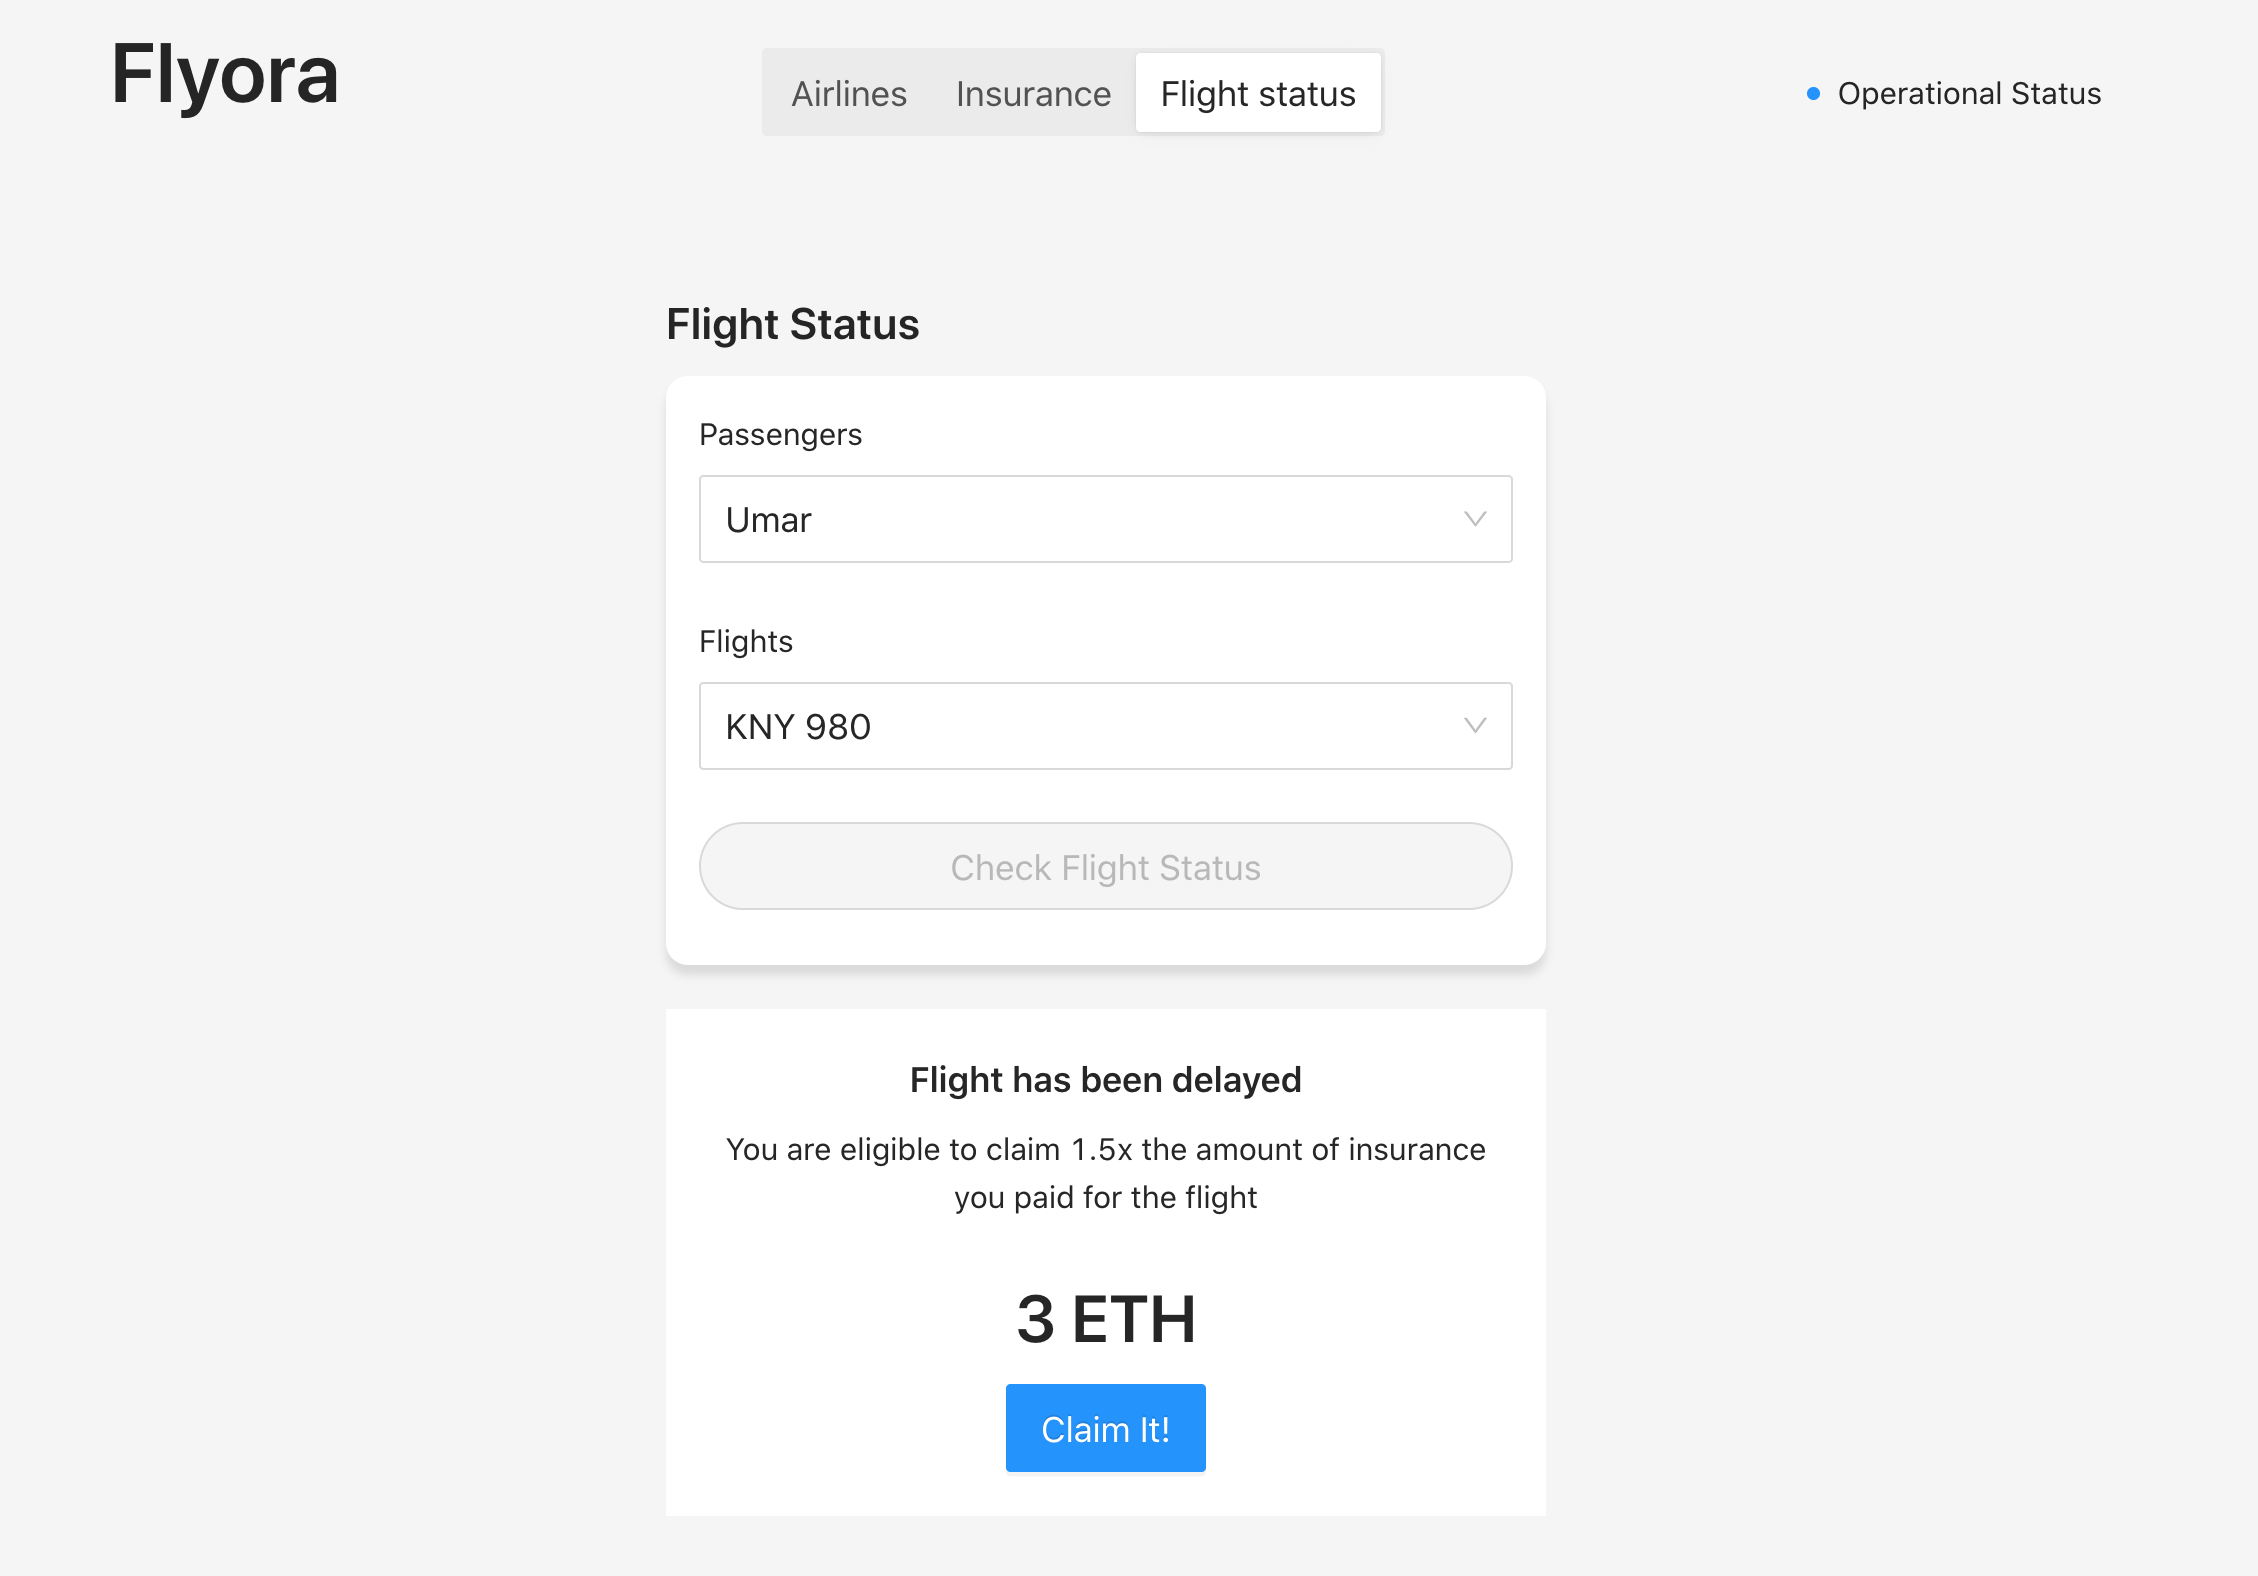 Flyora
Airlines
Insurance
Flight status
Operational Status
Flight Status
Passengers
Umar
Flights
KNY 980
Check Flight Status
Flight has been delayed
You are eligible to claim 1.5x the amount of insurance
you paid for the flight
3 ETH
Claim It!